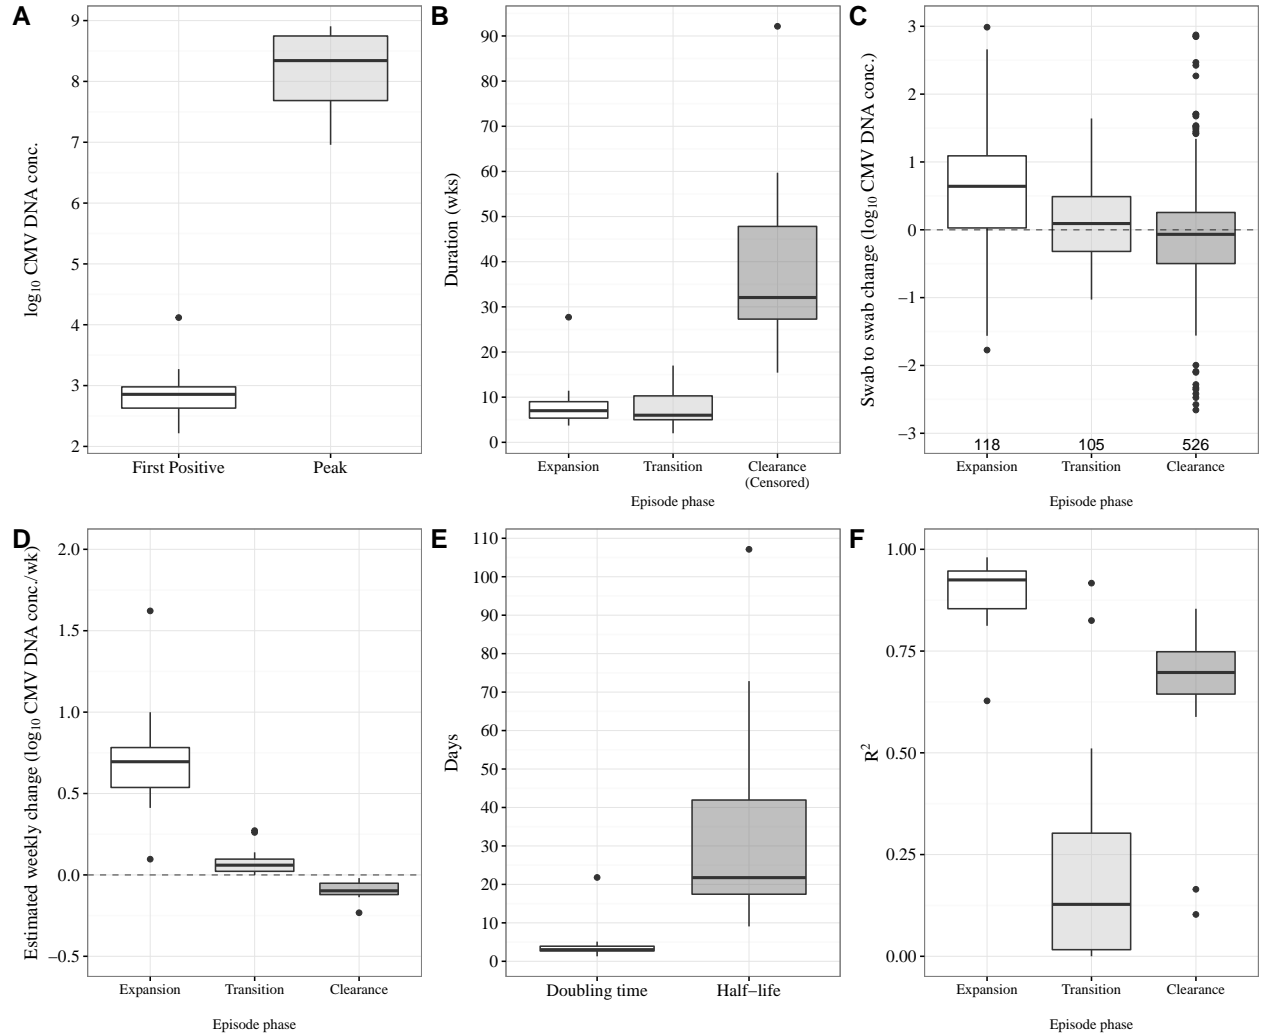 A
log10 CMV DNA conc.
9
8
7
6
5
4
3
2
First Positive
Peak
B
Duration (wks)
90
80
70
60
50
40
30
20
10
0
Expansion
Transition
Clearance
(Censored)
Episode phase
C
Swab to swab change (log10 CMV DNA conc.)
3
2
1
0
−1
−2
−3
118
105
526
Expansion
Transition
Clearance
Episode phase
D
Estimated weekly change (log10 CMV DNA conc./wk)
2.0
1.5
1.0
0.5
0.0
−0.5
Expansion
Transition
Clearance
Episode phase
E
Days
110
100
90
80
70
60
50
40
30
20
10
0
Doubling time
Half−life
F
R2
1.00
0.75
0.50
0.25
0.00
Expansion
Transition
Clearance
Episode phase